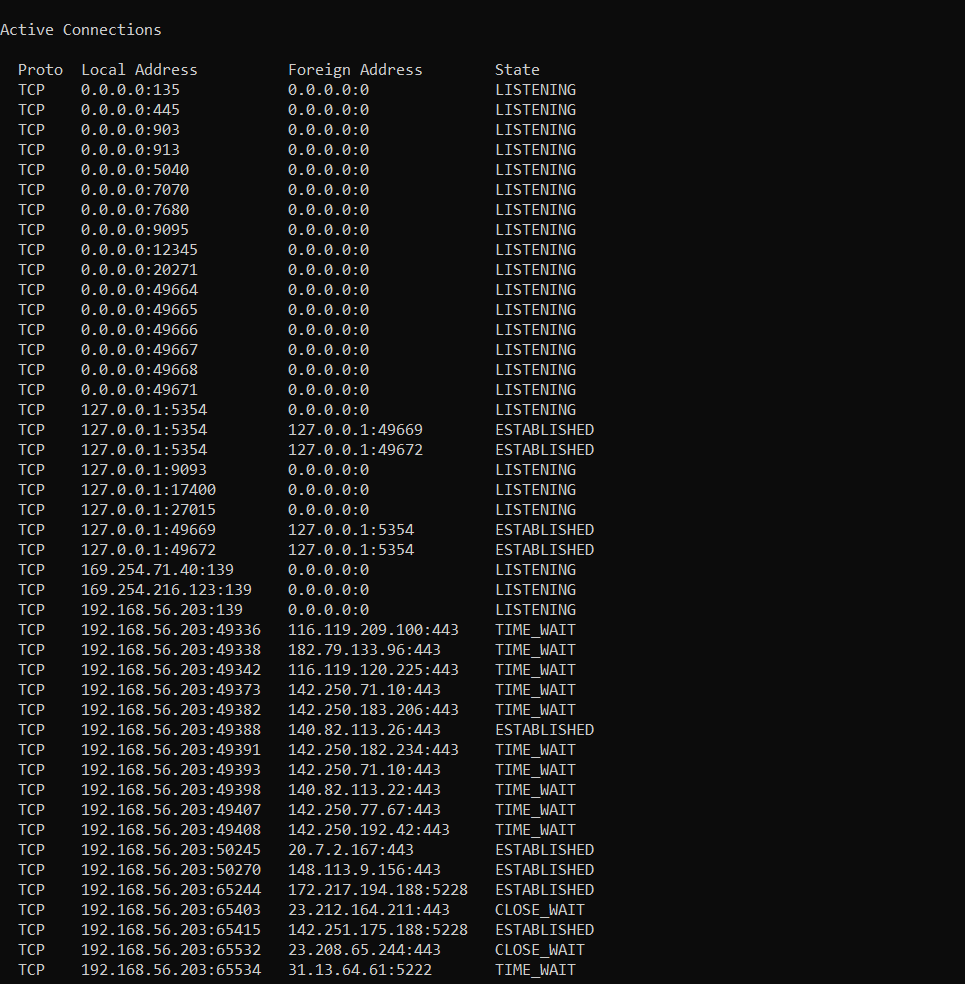 Active Connections
Proto  Local Address          Foreign Address        State
TCP    0.0.0.0:135            0.0.0.0:0              LISTENING
TCP    0.0.0.0:445            0.0.0.0:0              LISTENING
TCP    0.0.0.0:903            0.0.0.0:0              LISTENING
TCP    0.0.0.0:913            0.0.0.0:0              LISTENING
TCP    0.0.0.0:5040           0.0.0.0:0              LISTENING
TCP    0.0.0.0:7070           0.0.0.0:0              LISTENING
TCP    0.0.0.0:7680           0.0.0.0:0              LISTENING
TCP    0.0.0.0:9095           0.0.0.0:0              LISTENING
TCP    0.0.0.0:12345          0.0.0.0:0              LISTENING
TCP    0.0.0.0:20271          0.0.0.0:0              LISTENING
TCP    0.0.0.0:49664          0.0.0.0:0              LISTENING
TCP    0.0.0.0:49665          0.0.0.0:0              LISTENING
TCP    0.0.0.0:49666          0.0.0.0:0              LISTENING
TCP    0.0.0.0:49667          0.0.0.0:0              LISTENING
TCP    0.0.0.0:49668          0.0.0.0:0              LISTENING
TCP    0.0.0.0:49671          0.0.0.0:0              LISTENING
TCP    127.0.0.1:5354         0.0.0.0:0              LISTENING
TCP    127.0.0.1:5354         127.0.0.1:49669        ESTABLISHED
TCP    127.0.0.1:5354         127.0.0.1:49672        ESTABLISHED
TCP    127.0.0.1:9093         0.0.0.0:0              LISTENING
TCP    127.0.0.1:17400        0.0.0.0:0              LISTENING
TCP    127.0.0.1:27015        0.0.0.0:0              LISTENING
TCP    127.0.0.1:49669        127.0.0.1:5354         ESTABLISHED
TCP    127.0.0.1:49672        127.0.0.1:5354         ESTABLISHED
TCP    169.254.71.40:139      0.0.0.0:0              LISTENING
TCP    169.254.216.123:139    0.0.0.0:0              LISTENING
TCP    192.168.56.203:139     0.0.0.0:0              LISTENING
TCP    192.168.56.203:49336   116.119.209.100:443    TIME_WAIT
TCP    192.168.56.203:49338   182.79.133.96:443      TIME_WAIT
TCP    192.168.56.203:49342   116.119.120.225:443    TIME_WAIT
TCP    192.168.56.203:49373   142.250.71.10:443      TIME_WAIT
TCP    192.168.56.203:49382   142.250.183.206:443    TIME_WAIT
TCP    192.168.56.203:49388   140.82.113.26:443      ESTABLISHED
TCP    192.168.56.203:49391   142.250.182.234:443    TIME_WAIT
TCP    192.168.56.203:49393   142.250.71.10:443      TIME_WAIT
TCP    192.168.56.203:49398   140.82.113.22:443      TIME_WAIT
TCP    192.168.56.203:49407   142.250.77.67:443      TIME_WAIT
TCP    192.168.56.203:49408   142.250.192.42:443     TIME_WAIT
TCP    192.168.56.203:50245   20.7.2.167:443         ESTABLISHED
TCP    192.168.56.203:50270   148.113.9.156:443      ESTABLISHED
TCP    192.168.56.203:65244   172.217.194.188:5228   ESTABLISHED
TCP    192.168.56.203:65403   23.212.164.211:443     CLOSE_WAIT
TCP    192.168.56.203:65415   142.251.175.188:5228   ESTABLISHED
TCP    192.168.56.203:65532   23.208.65.244:443      CLOSE_WAIT
TCP    192.168.56.203:65534   31.13.64.61:5222       TIME_WAIT